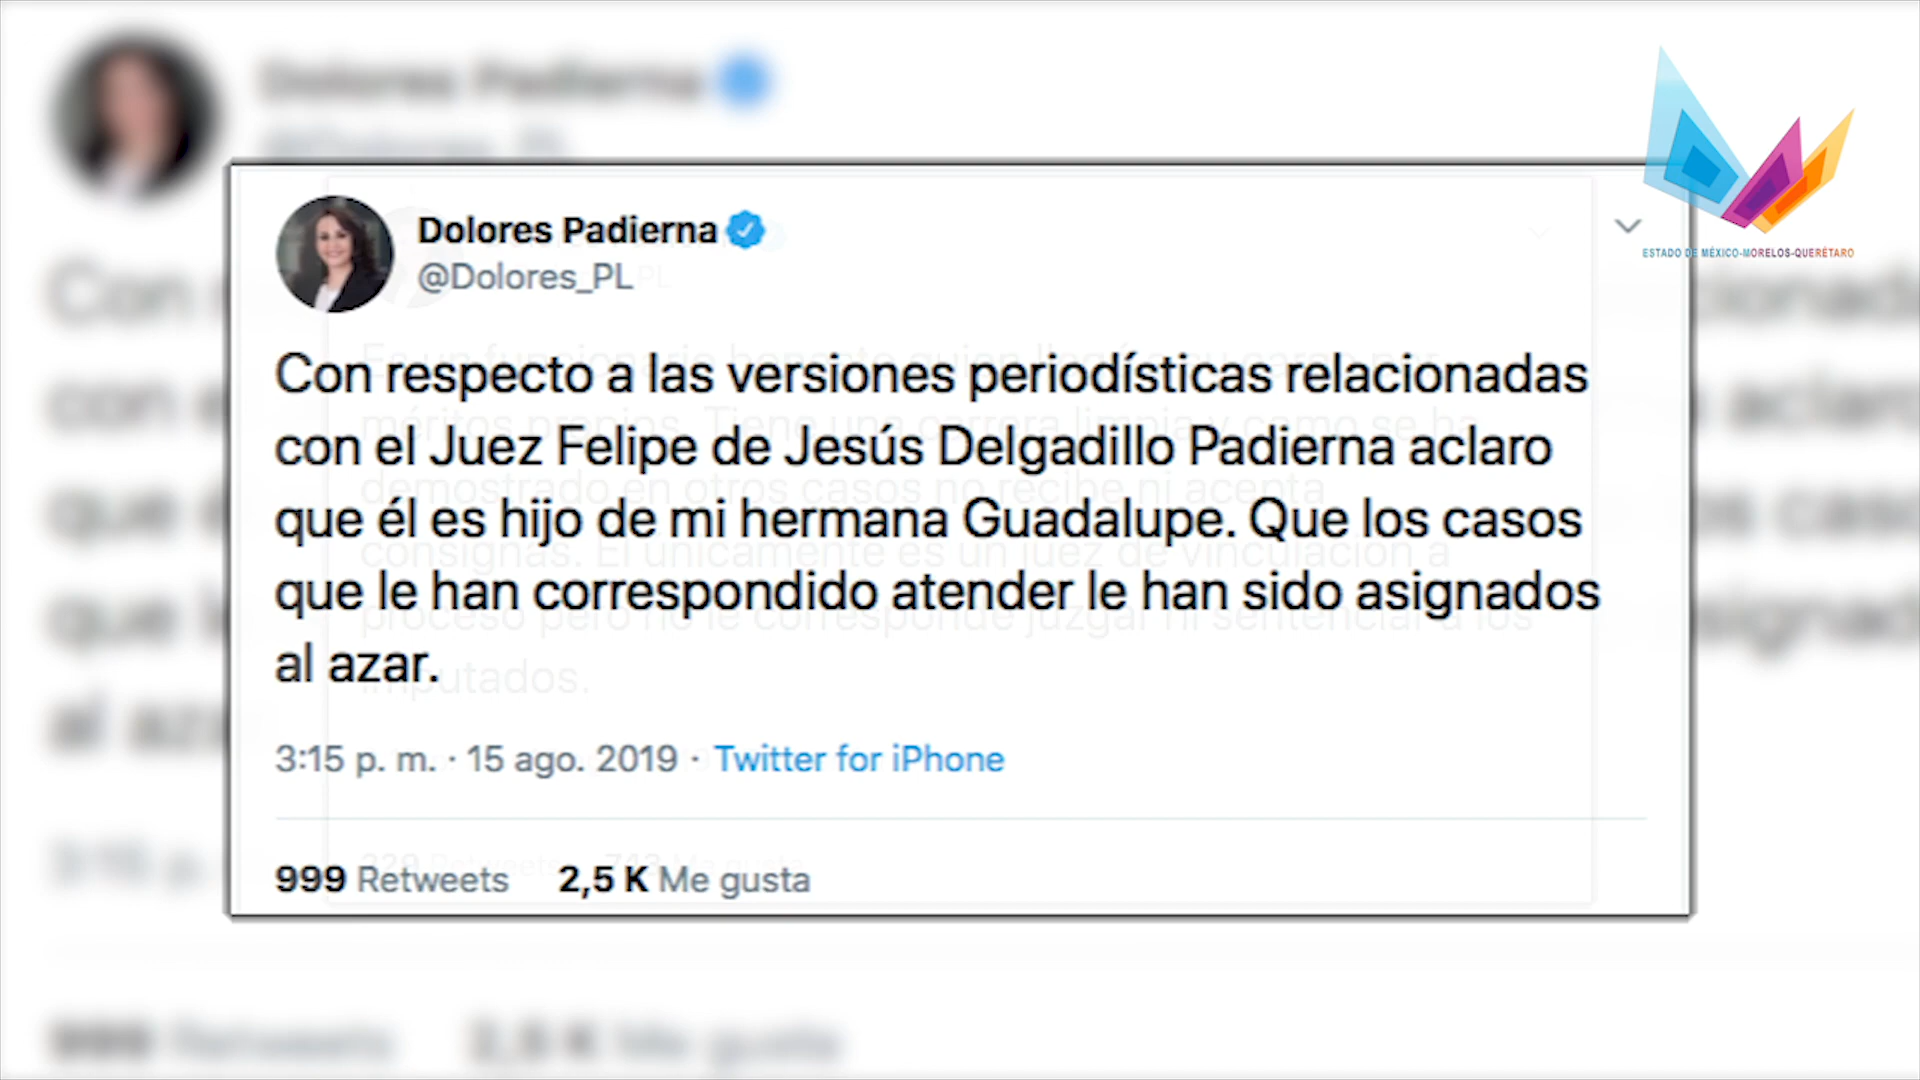 Dolores Padierna
@Dolores_PL
ESTADO DE MÉXICO-MORELOS-QUERÉTARO
Con respecto a las versiones periodísticas relacionadas
con el Juez Felipe de Jesús Delgadillo Padierna aclaro
que él es hijo de mi hermana Guadalupe. Que los casos
que le han correspondido atender le han sido asignados
al azar.
3:15 p. m. · 15 ago. 2019 · Twitter for iPhone
999 Retweets 2,5 K Me gusta